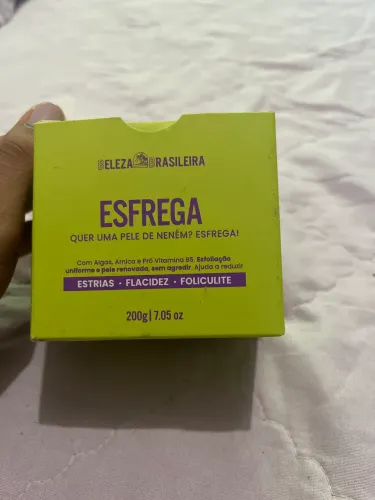 BELEZA BRASILEIRA
ESFREGA
QUER UMA PELE DE NENÉM? ESFREGA!
Com Algas, Arnica e Pró Vitamina B5. Esfoliação
uniforme e pele renovada, sem agredir. Ajuda a reduzir
ESTRIAS • FLACIDEZ • FOLICULITE
200g | 7.05 oz